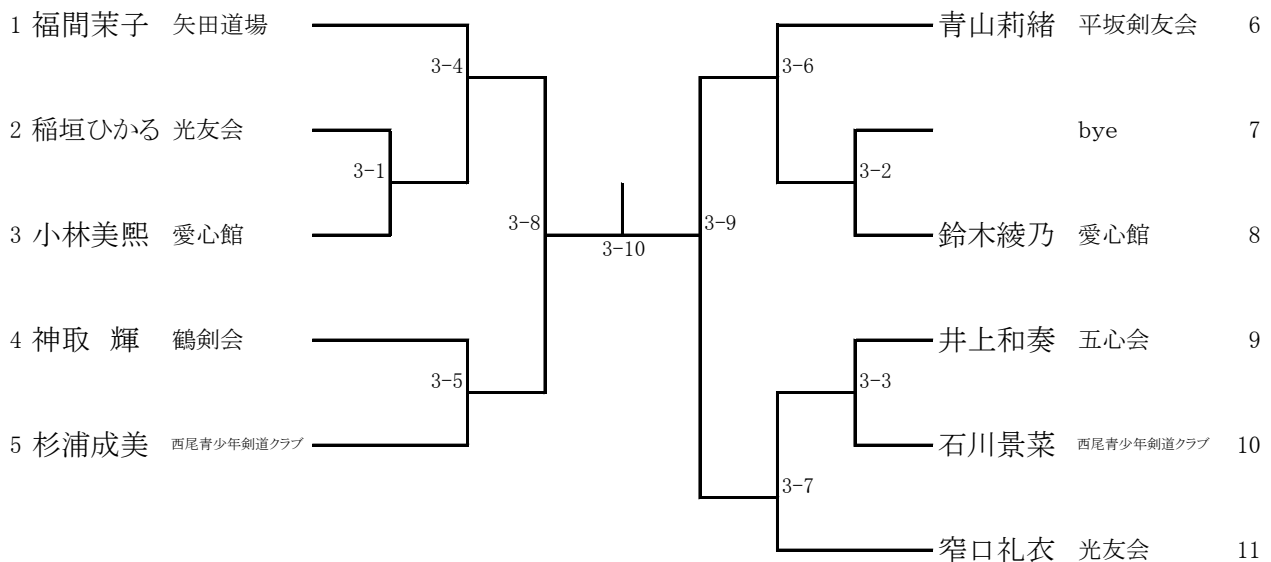 1 福間茉子 矢田道場
2 稲垣ひかる 光友会
3 小林美煕 愛心館
4 神取 輝 鶴剣会
5 杉浦成美 西尾青少年剣道クラブ
3-4
3-1
3-8
3-5
3-10
3-6
3-2
3-9
3-3
3-7
青山莉緒 平坂剣友会 6
bye 7
鈴木綾乃 愛心館 8
井上和奏 五心会 9
石川景菜 西尾青少年剣道クラブ 10
窄口礼衣 光友会 11